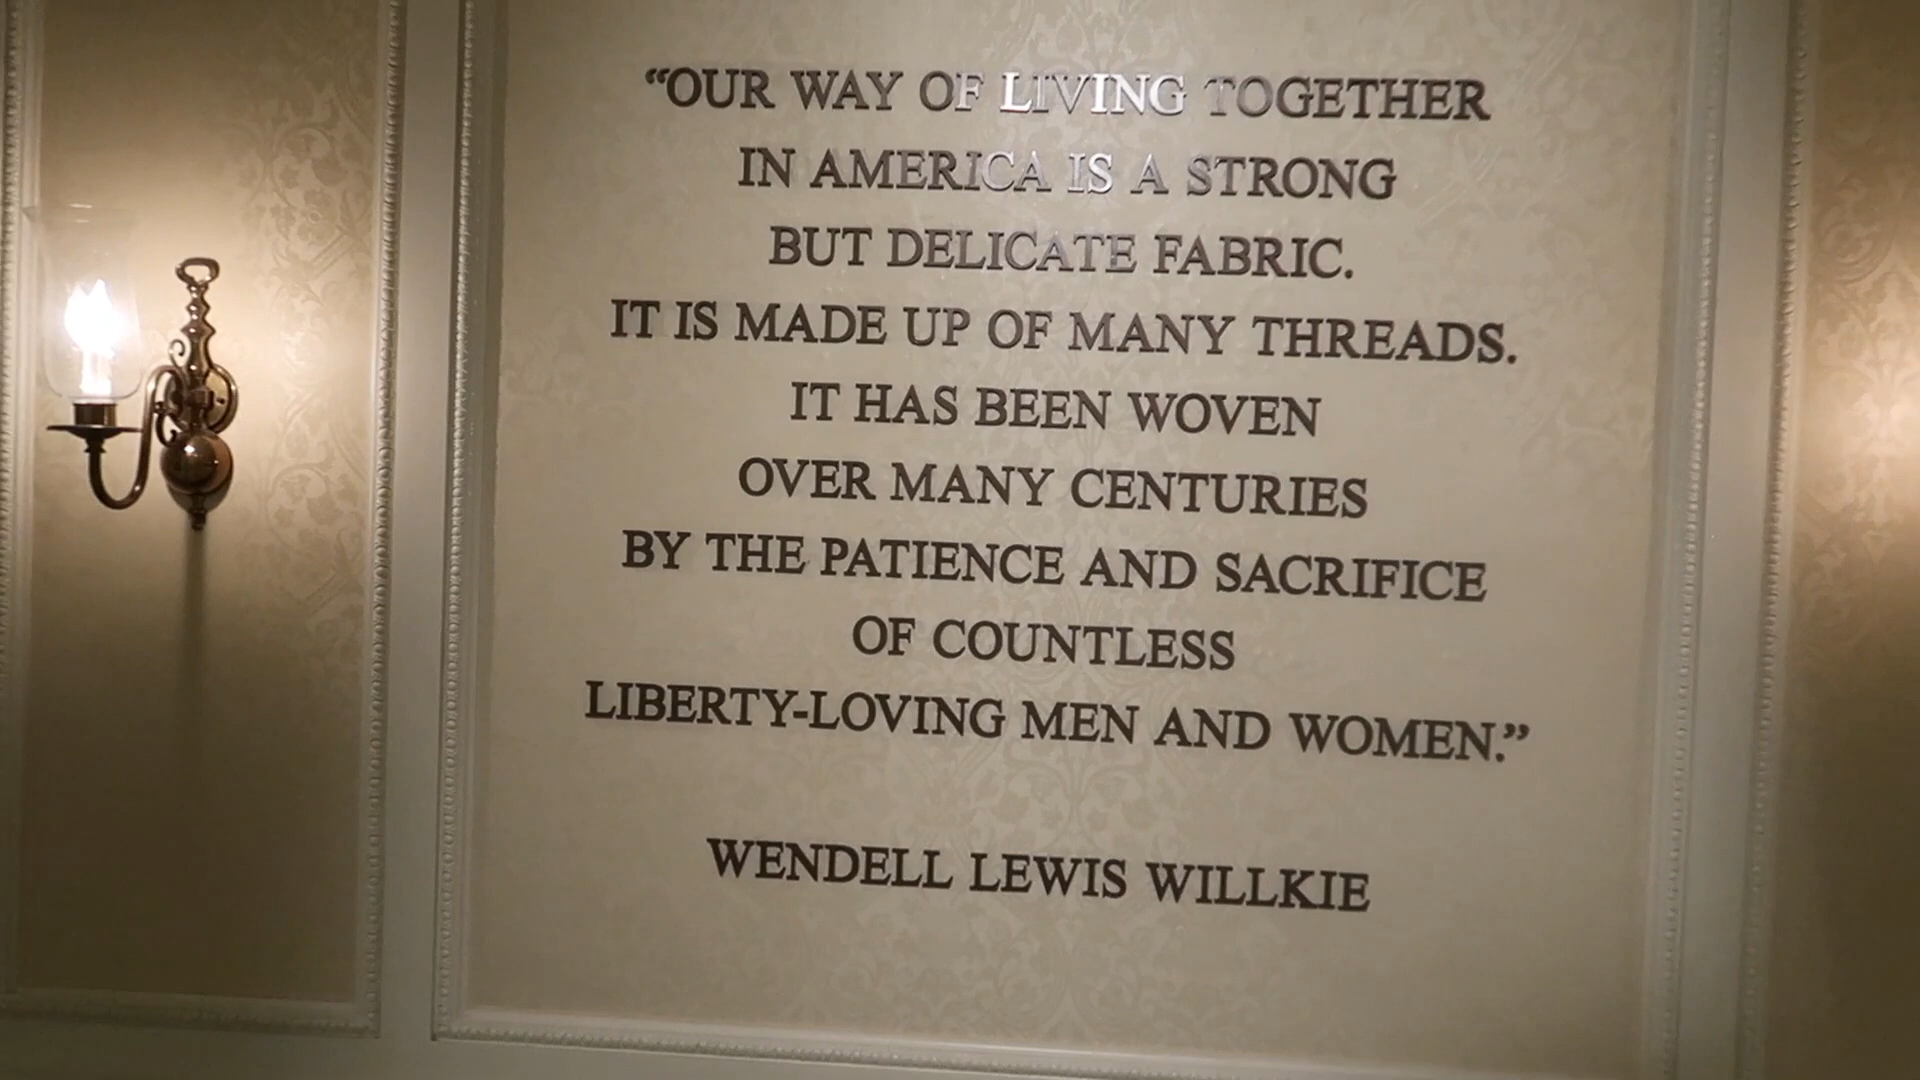 “OUR WAY OF LIVING TOGETHER
IN AMERICA IS A STRONG
BUT DELICATE FABRIC.
IT IS MADE UP OF MANY THREADS.
IT HAS BEEN WOVEN
OVER MANY CENTURIES
BY THE PATIENCE AND SACRIFICE
OF COUNTLESS
LIBERTY-LOVING MEN AND WOMEN.”
WENDELL LEWIS WILLKIE